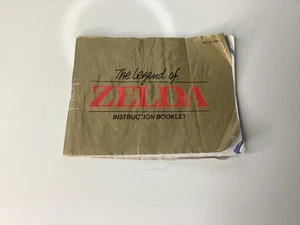 The Legend of
ZELDA
INSTRUCTION BOOKLET